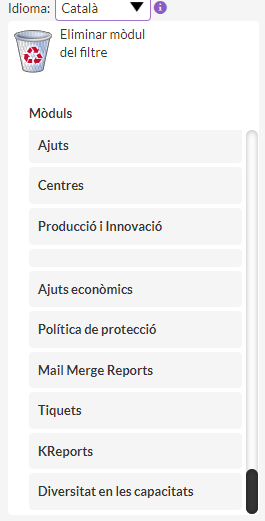 Idioma: Català
Eliminar mòdul
del filtre
Mòduls
Ajuts
Centres
Producció i Innovació
Ajuts econòmics
Política de protecció
Mail Merge Reports
Tiquets
KReports
Diversitat en les capacitats